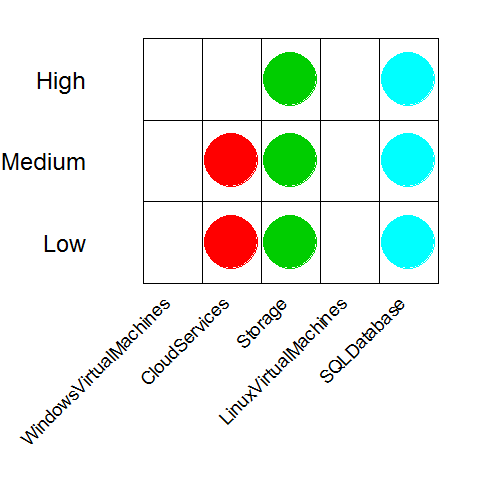 High
Medium
Low
WindowsVirtualMachines
CloudServices
Storage
LinuxVirtualMachines
SQLDatabase